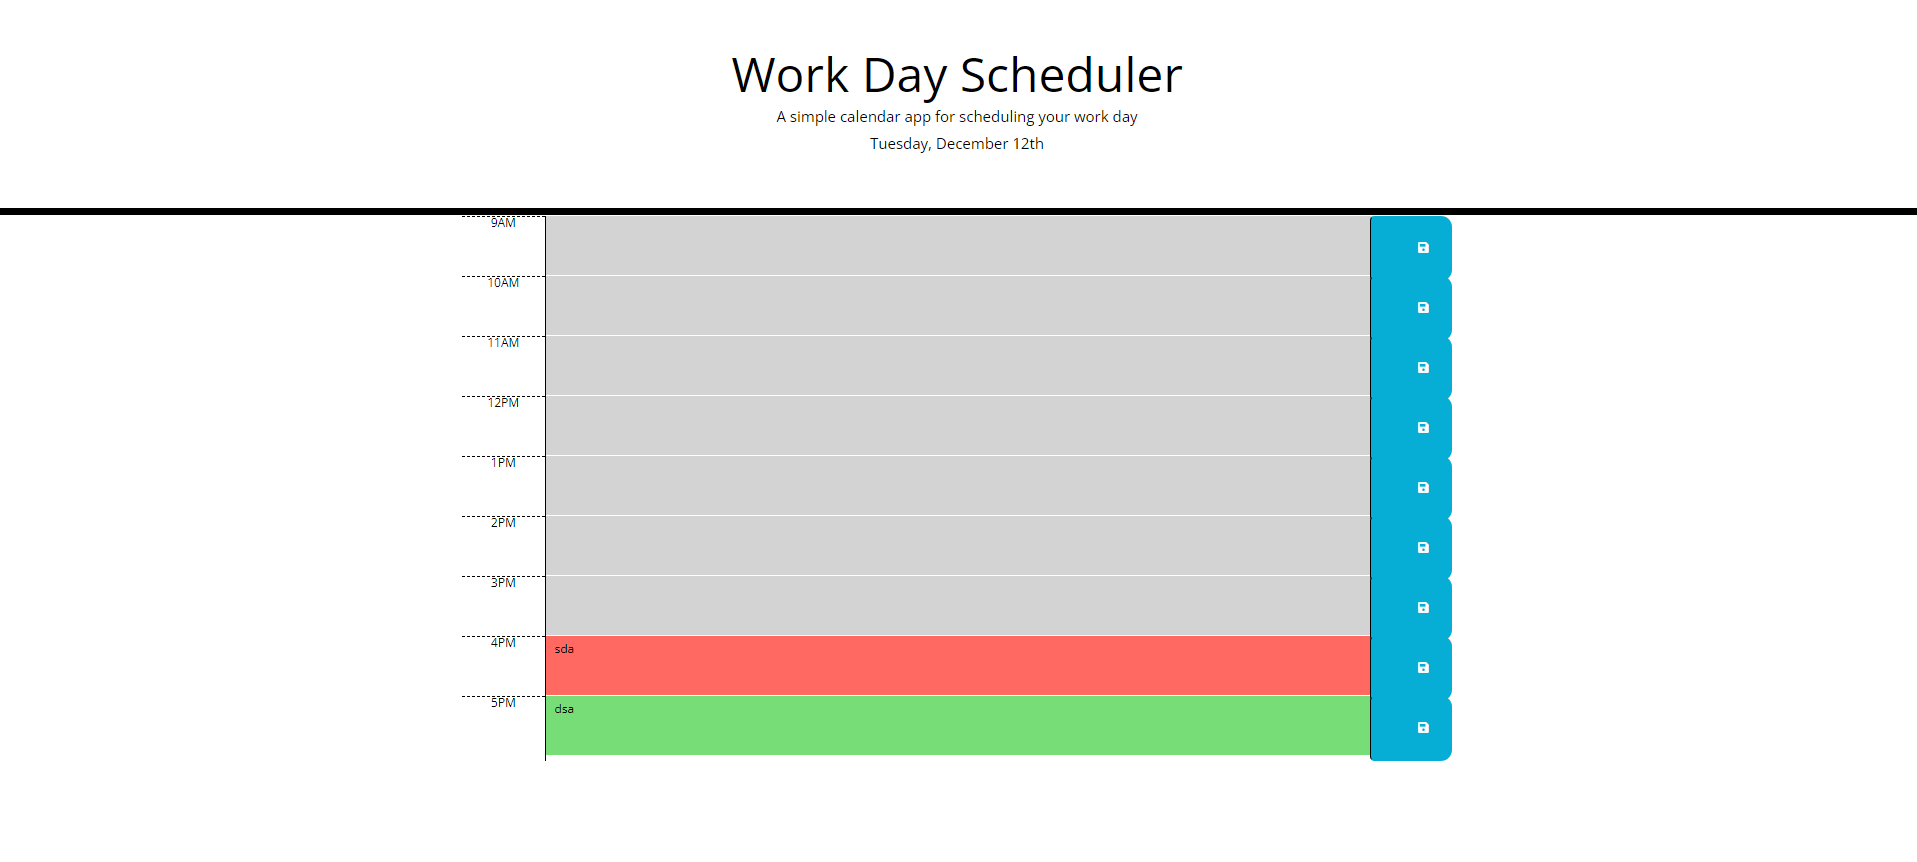 Work Day Scheduler
A simple calendar app for scheduling your work day
Tuesday, December 12th
9AM
10AM
11AM
12PM
1PM
2PM
3PM
4PM
sda
5PM
dsa